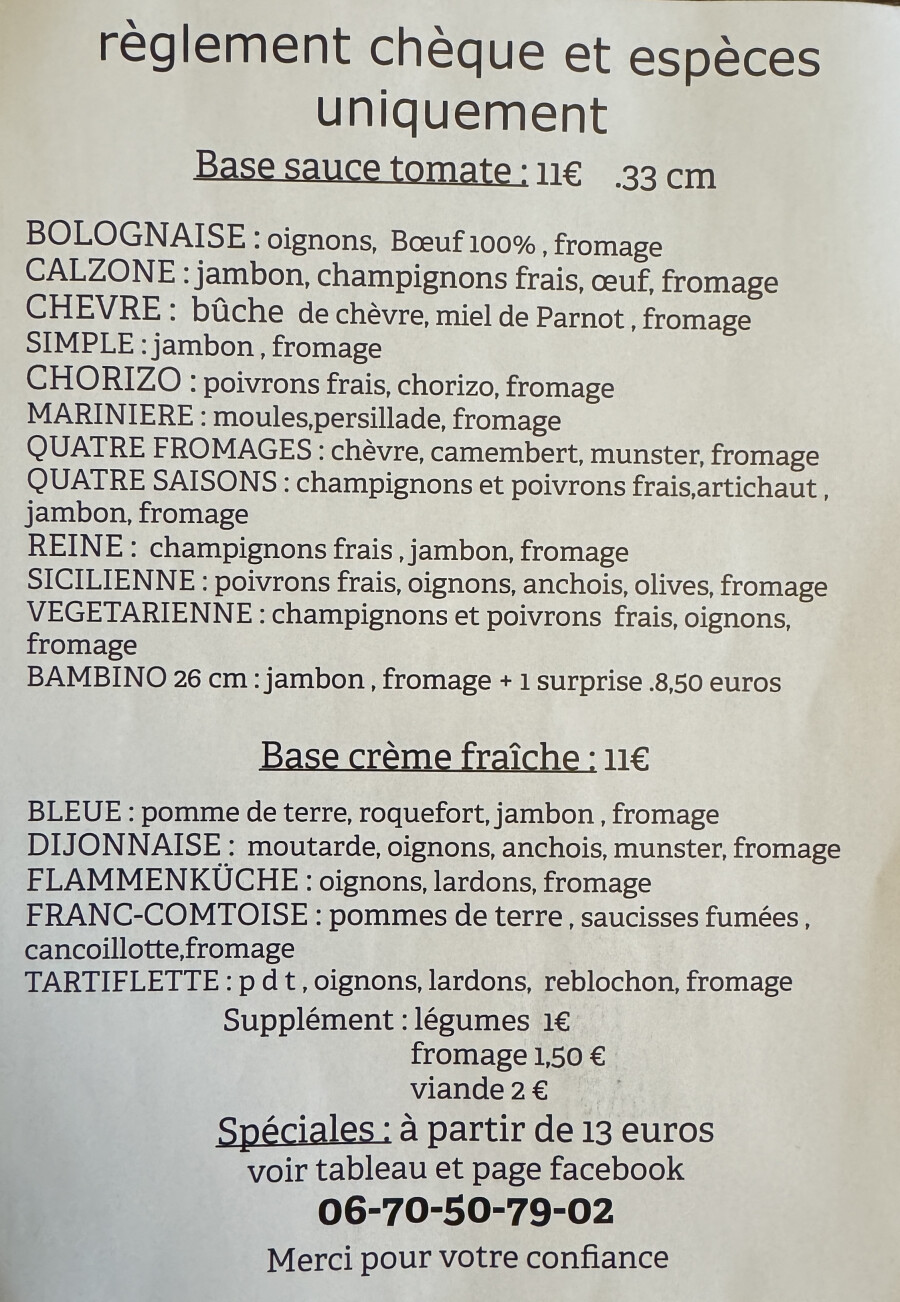 règlement chèque et espèces
uniquement
Base sauce tomate : 11€ .33 cm
BOLOGNAISE : oignons, Bœuf 100% , fromage
CALZONE : jambon, champignons frais, œuf, fromage
CHEVRE : bûche de chèvre, miel de Parnot , fromage
SIMPLE : jambon , fromage
CHORIZO : poivrons frais, chorizo, fromage
MARINIERE : moules,persillade, fromage
QUATRE FROMAGES : chèvre, camembert, munster, fromage
QUATRE SAISONS : champignons et poivrons frais,artichaut ,
jambon, fromage
REINE : champignons frais , jambon, fromage
SICILIENNE : poivrons frais, oignons, anchois, olives, fromage
VEGETARIENNE : champignons et poivrons frais, oignons,
fromage
BAMBINO 26 cm : jambon , fromage + 1 surprise .8,50 euros
Base crème fraîche : 11€
BLEUE : pomme de terre, roquefort, jambon , fromage
DIJONNAISE : moutarde, oignons, anchois, munster, fromage
FLAMMENKÜCHE : oignons, lardons, fromage
FRANC-COMTOISE : pommes de terre , saucisses fumées ,
cancoillotte,fromage
TARTIFLETTE : p d t , oignons, lardons, reblochon, fromage
Supplément : légumes 1€
fromage 1,50 €
viande 2 €
Spéciales : à partir de 13 euros
voir tableau et page facebook
06-70-50-79-02
Merci pour votre confiance